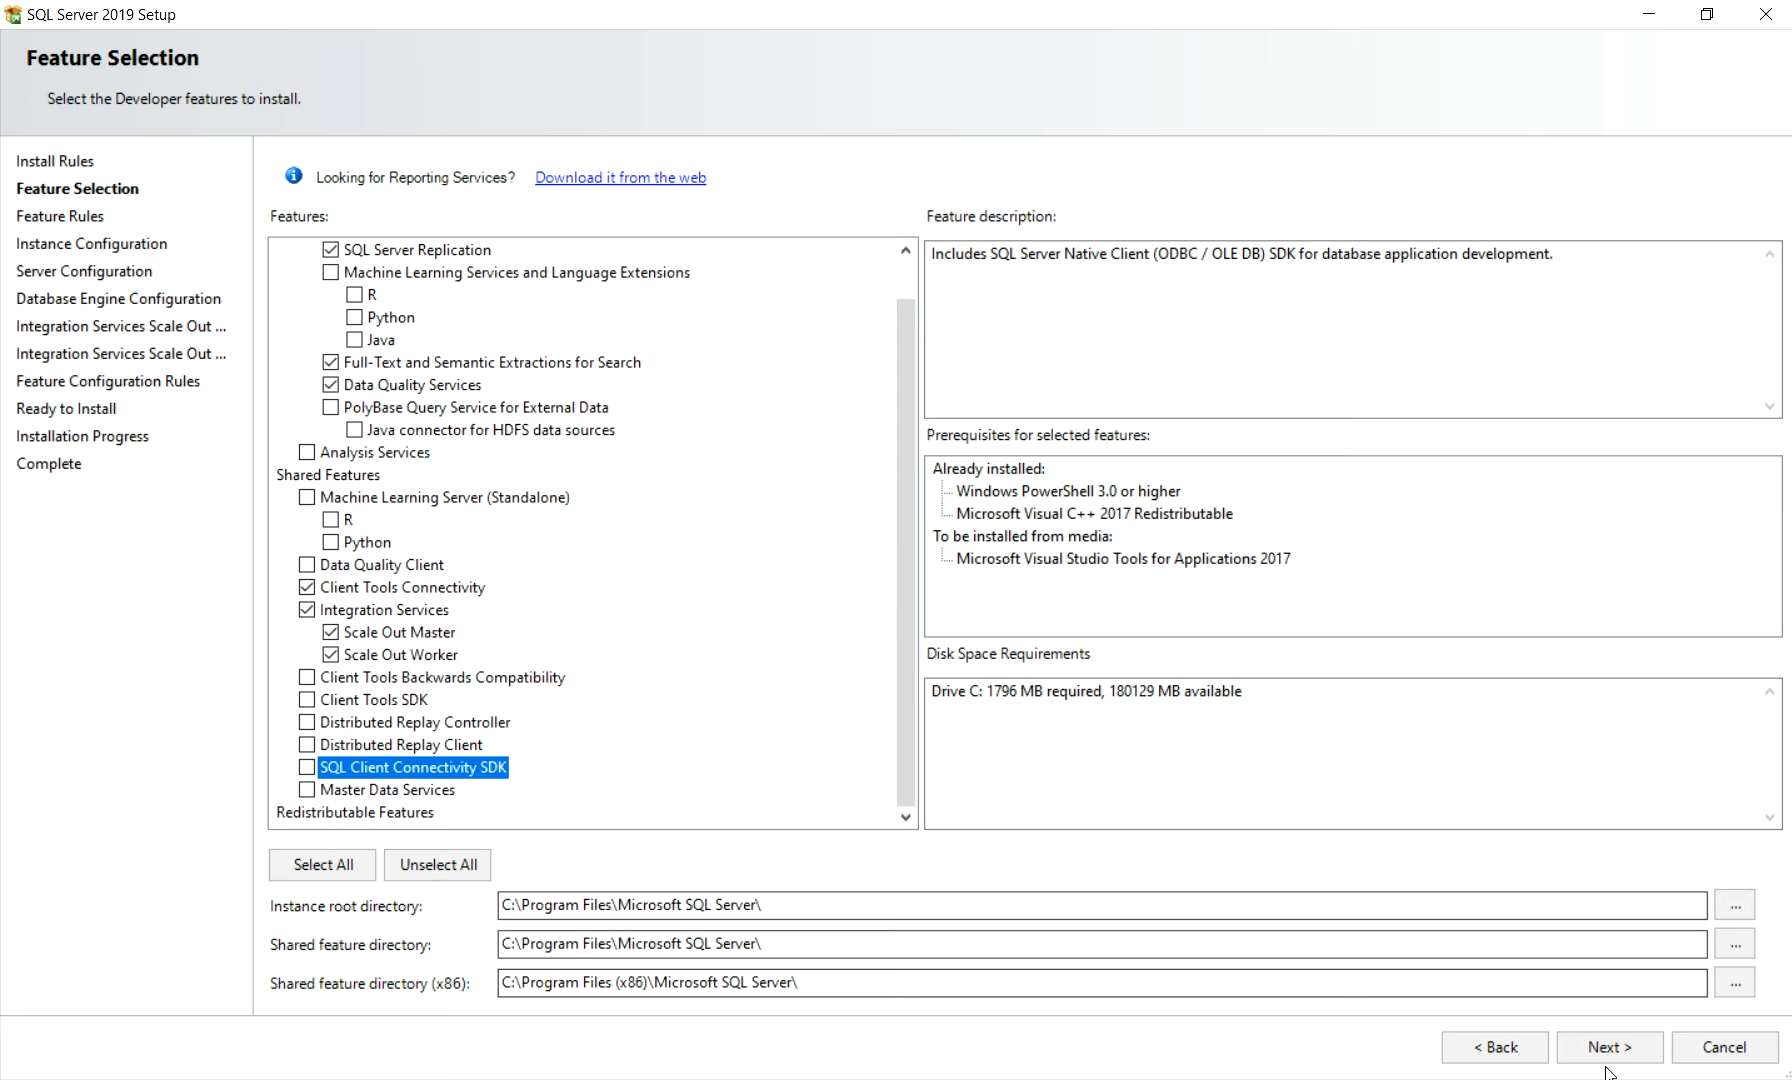 SQL Server 2019 Setup
Feature Selection
Select the Developer features to install.
Install Rules
Feature Selection
Feature Rules
Instance Configuration
Server Configuration
Database Engine Configuration
Integration Services Scale Out ...
Integration Services Scale Out ...
Feature Configuration Rules
Ready to Install
Installation Progress
Complete
Looking for Reporting Services? Download it from the web
Features:
SQL Server Replication
Machine Learning Services and Language Extensions
R
Python
Java
Full-Text and Semantic Extractions for Search
Data Quality Services
PolyBase Query Service for External Data
Java connector for HDFS data sources
Analysis Services
Shared Features
Machine Learning Server (Standalone)
R
Python
Data Quality Client
Client Tools Connectivity
Integration Services
Scale Out Master
Scale Out Worker
Client Tools Backwards Compatibility
Client Tools SDK
Distributed Replay Controller
Distributed Replay Client
SQL Client Connectivity SDK
Master Data Services
Redistributable Features
Feature description:
Includes SQL Server Native Client (ODBC / OLE DB) SDK for database application development.
Prerequisites for selected features:
Already installed:
Windows PowerShell 3.0 or higher
Microsoft Visual C++ 2017 Redistributable
To be installed from media:
Microsoft Visual Studio Tools for Applications 2017
Disk Space Requirements
Drive C: 1796 MB required, 180129 MB available
Select All
Unselect All
Instance root directory: C:\Program Files\Microsoft SQL Server\ ...
Shared feature directory: C:\Program Files\Microsoft SQL Server\ ...
Shared feature directory (x86): C:\Program Files (x86)\Microsoft SQL Server\ ...
< Back
Next >
Cancel